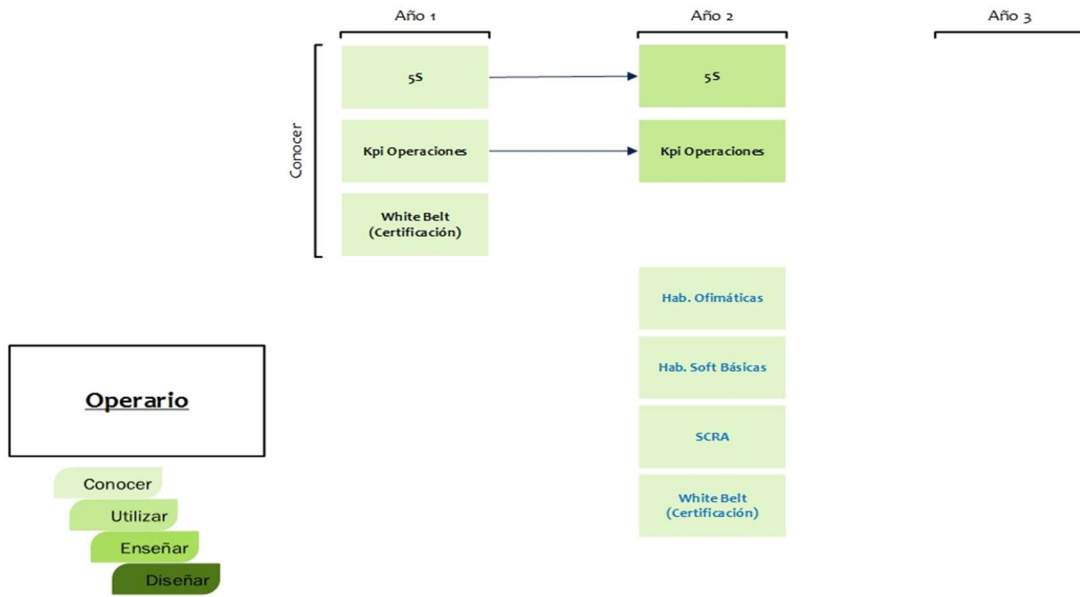 Año 1
Año 2
Año 3
Conocer
5S
5S
Kpi Operaciones
Kpi Operaciones
White Belt
(Certificación)
Hab. Ofimáticas
Hab. Soft Básicas
SCRA
White Belt
(Certificación)
Operario
Conocer
Utilizar
Enseñar
Diseñar